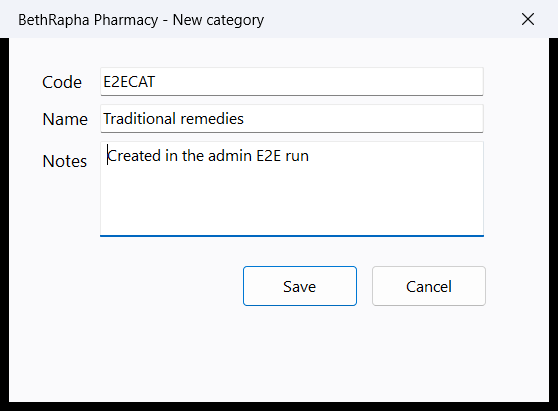 BethRapha Pharmacy - New category
Code E2ECAT
Name Traditional remedies
Notes Created in the admin E2E run
Save Cancel